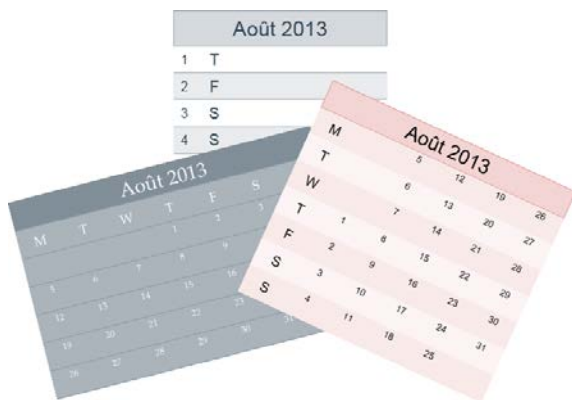 Août 2013
1 T
2 F
3 S
4 S
Août 2013
M T W T F S
1 2 3
5 6 7 8 9
12 13 14 15 16
19 20 21 22 23
26 27 28 29 30 31
Août 2013
M 5 12 19 26
T 6 13 20 27
W 7 14 21 28
T 1 8 15 22 29
F 2 9 16 23 30
S 3 10 17 24 31
S 4 11 18 25